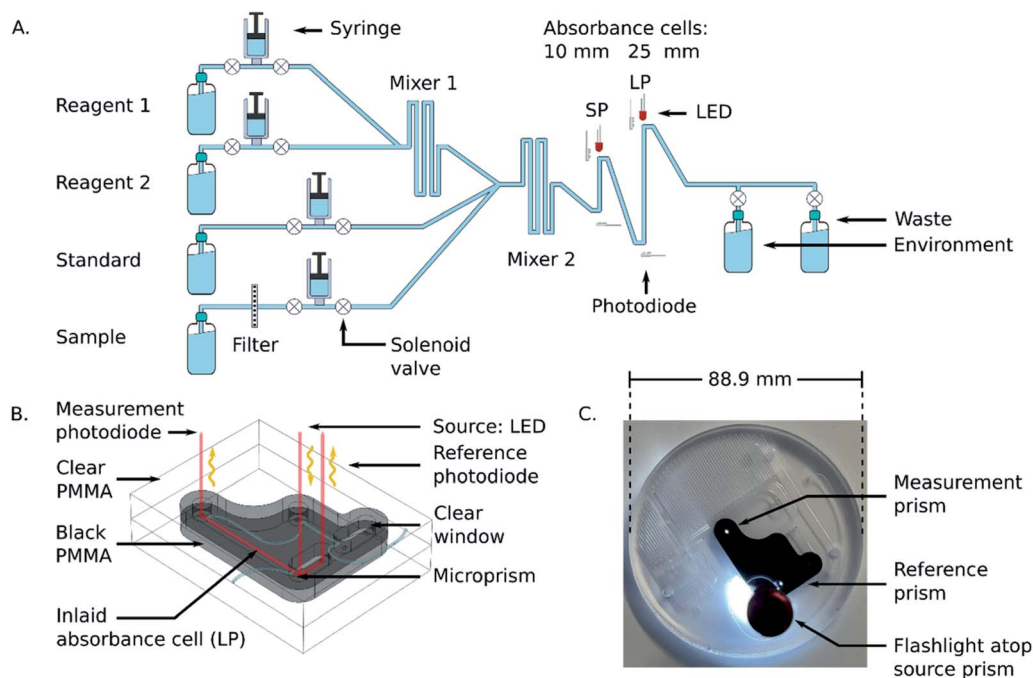 A.
Syringe
Absorbance cells:
10 mm 25 mm
Reagent 1
Mixer 1
SP
LP
LED
Reagent 2
Standard
Mixer 2
Waste
Environment
Photodiode
Sample
Filter
Solenoid
valve
B.
Measurement
photodiode
Source: LED
Reference
photodiode
Clear
PMMA
Clear
window
Black
PMMA
Microprism
Inlaid
absorbance cell (LP)
88.9 mm
C.
Measurement
prism
Reference
prism
Flashlight atop
source prism